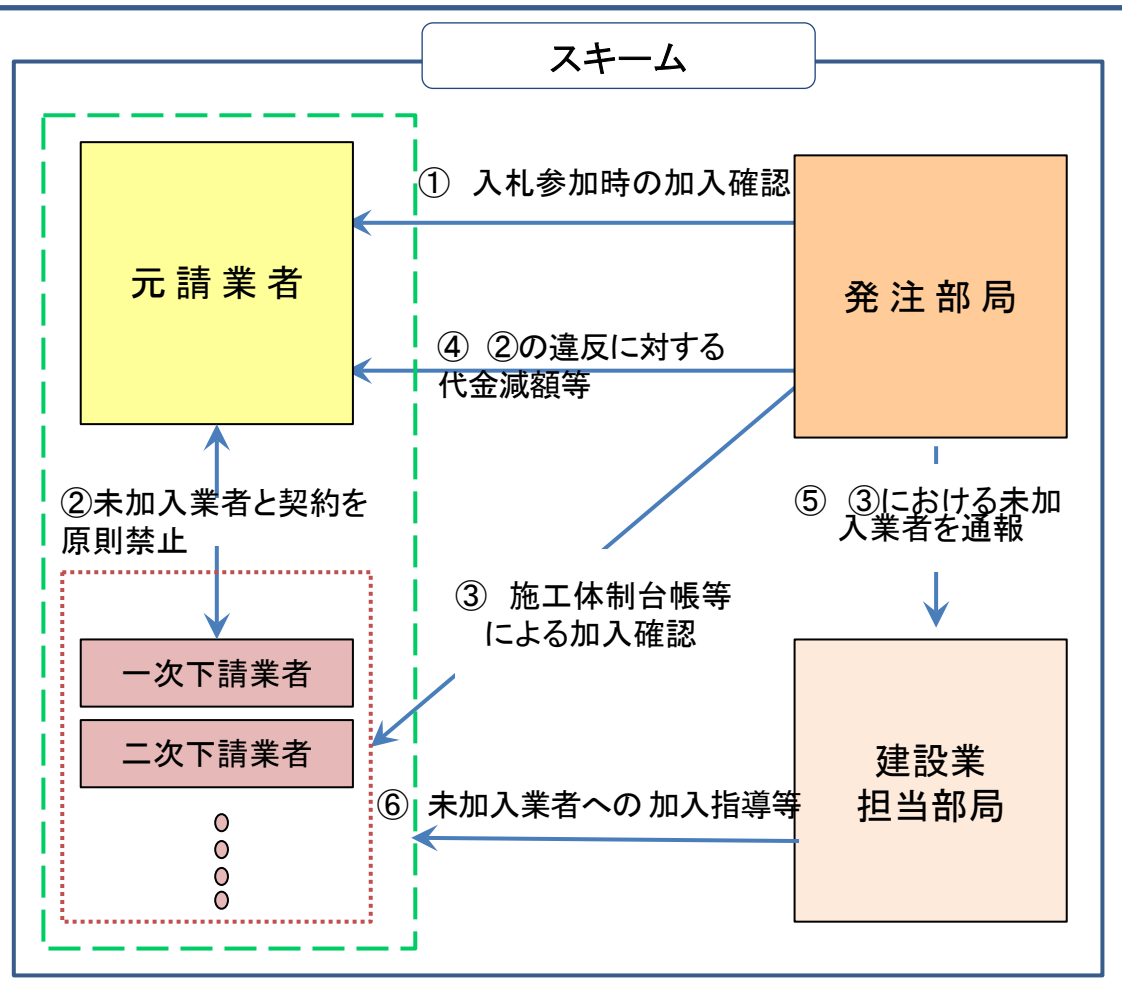 スキーム
① 入札参加時の加入確認
元請業者
発注部局
④ ②の違反に対する
代金減額等
②未加入業者と契約を
原則禁止
⑤ ③における未加
入業者を通報
③ 施工体制台帳等
による加入確認
一次下請業者
二次下請業者
建設業
担当部局
⑥ 未加入業者への 加入指導等